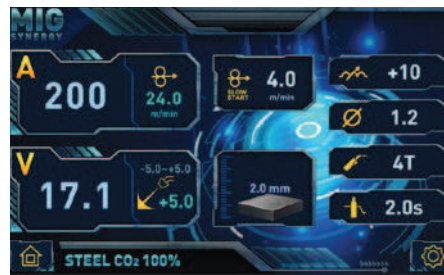 MIG
SYNERGY
A
200
24.0
m/min
SLOW
START
4.0
m/min
+10
1.2
4T
2.0s
V
17.1
-5.0~+5.0
+5.0
2.0 mm
STEEL CO₂ 100%